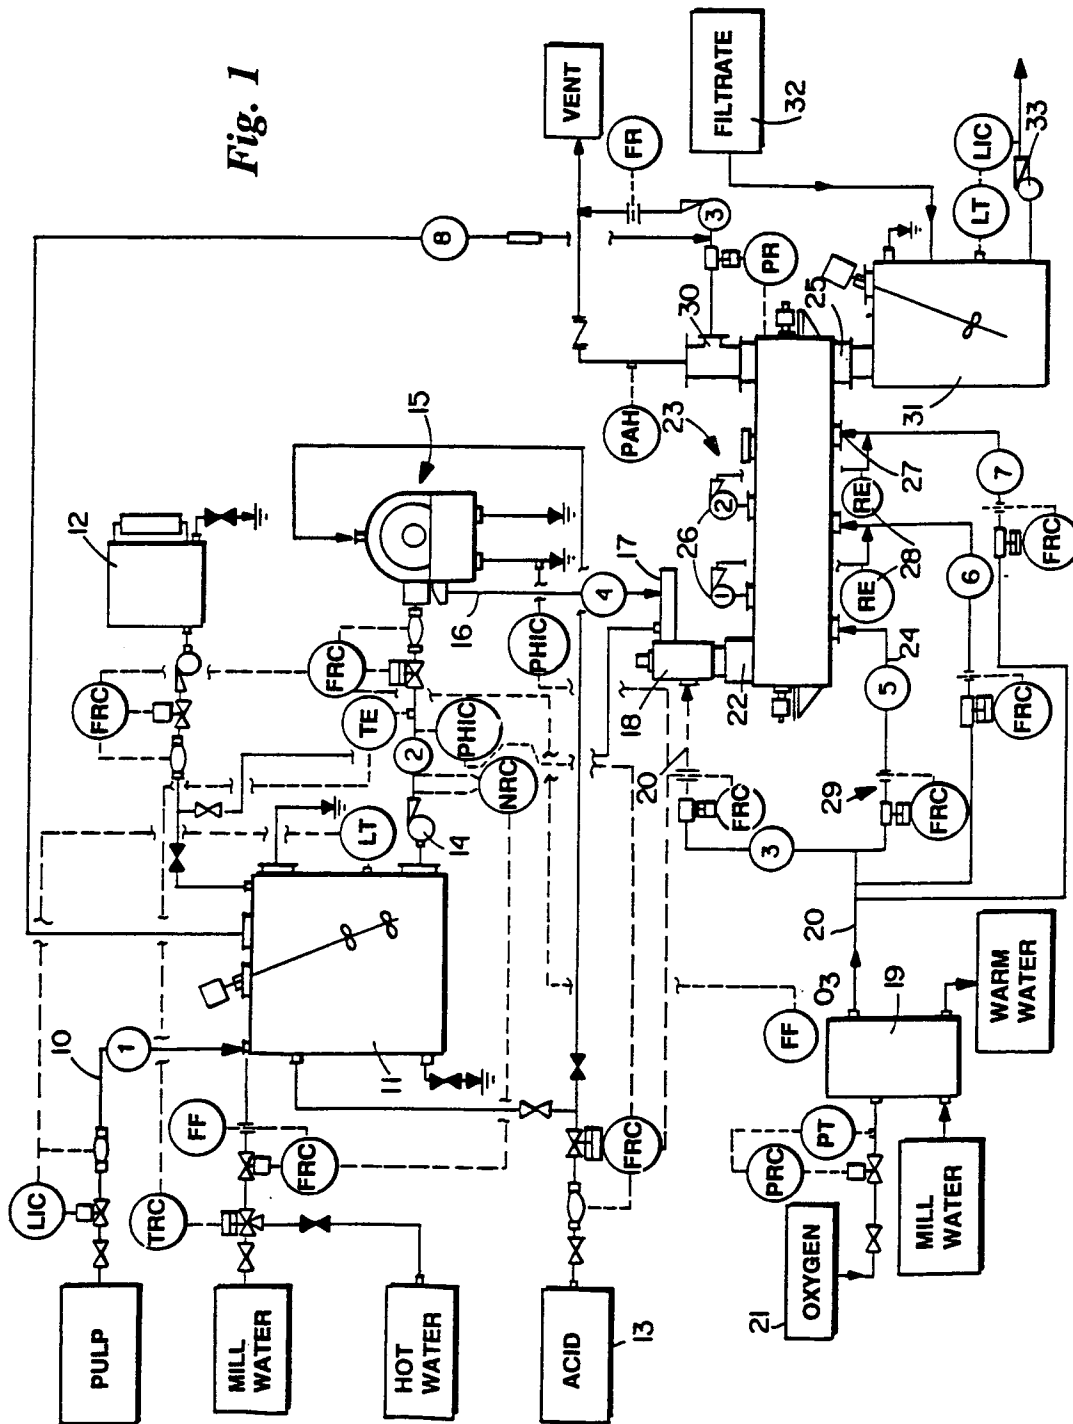 Fig. 1
PULP
LIC
10
1
MILL
WATER
TRC
FF
FRC
HOT
WATER
11
LT
12
FRC
FRC
TE
2
PHIC
NRC
14
15
16
PHIC
8
ACID
13
FRC
4
17
18
20
FRC
3
22
23
26
1
2
PAH
30
PR
3
FR
VENT
FILTRATE
32
LIC
LT
33
25
31
27
RE
RE
28
24
5
29
FRC
6
FRC
7
FRC
OXYGEN
21
PRC
PT
FF
O3
20
19
MILL
WATER
WARM
WATER